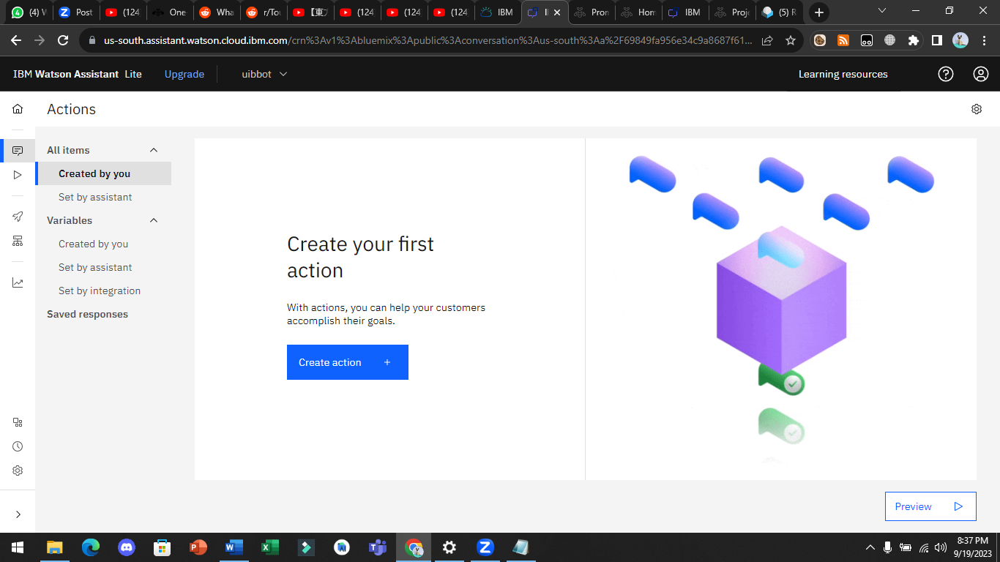 (4) W
Post
(124
One
Wha
r/Tou
【東方
(124
(124
(124
IBM
Pron
Hom
IBM
Proje
(5) R
us-south.assistant.watson.cloud.ibm.com/crn%3Av1%3Abluemix%3Apublic%3Aconversation%3Aus-south%3Aa%2F69849fa956e34c9a8687f61...
IBM Watson Assistant Lite
Upgrade
uibbot
Learning resources
Actions
All items
Created by you
Set by assistant
Variables
Created by you
Set by assistant
Set by integration
Saved responses
Create your first
action
With actions, you can help your customers
accomplish their goals.
Create action +
Preview
8:37 PM
9/19/2023